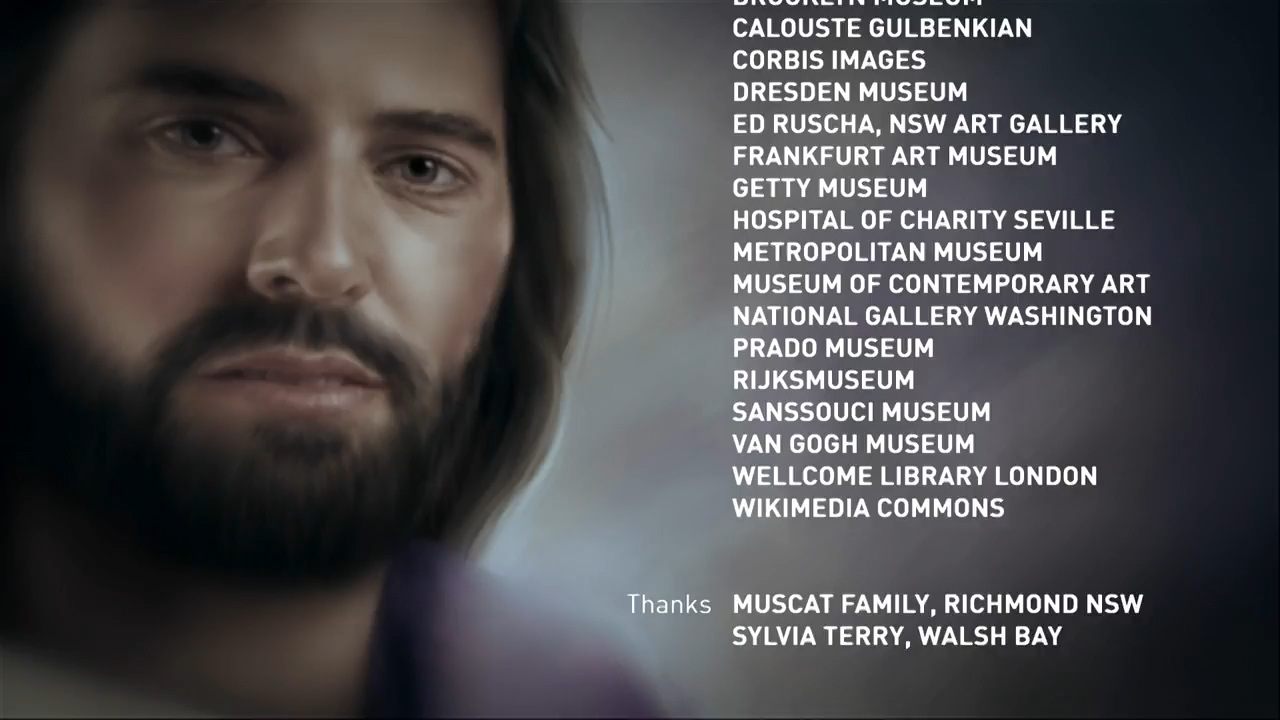 BROOKLYN MUSEUM
CALOUSTE GULBENKIAN
CORBIS IMAGES
DRESDEN MUSEUM
ED RUSCHA, NSW ART GALLERY
FRANKFURT ART MUSEUM
GETTY MUSEUM
HOSPITAL OF CHARITY SEVILLE
METROPOLITAN MUSEUM
MUSEUM OF CONTEMPORARY ART
NATIONAL GALLERY WASHINGTON
PRADO MUSEUM
RIJKSMUSEUM
SANSSOUCI MUSEUM
VAN GOGH MUSEUM
WELLCOME LIBRARY LONDON
WIKIMEDIA COMMONS
Thanks MUSCAT FAMILY, RICHMOND NSW
SYLVIA TERRY, WALSH BAY